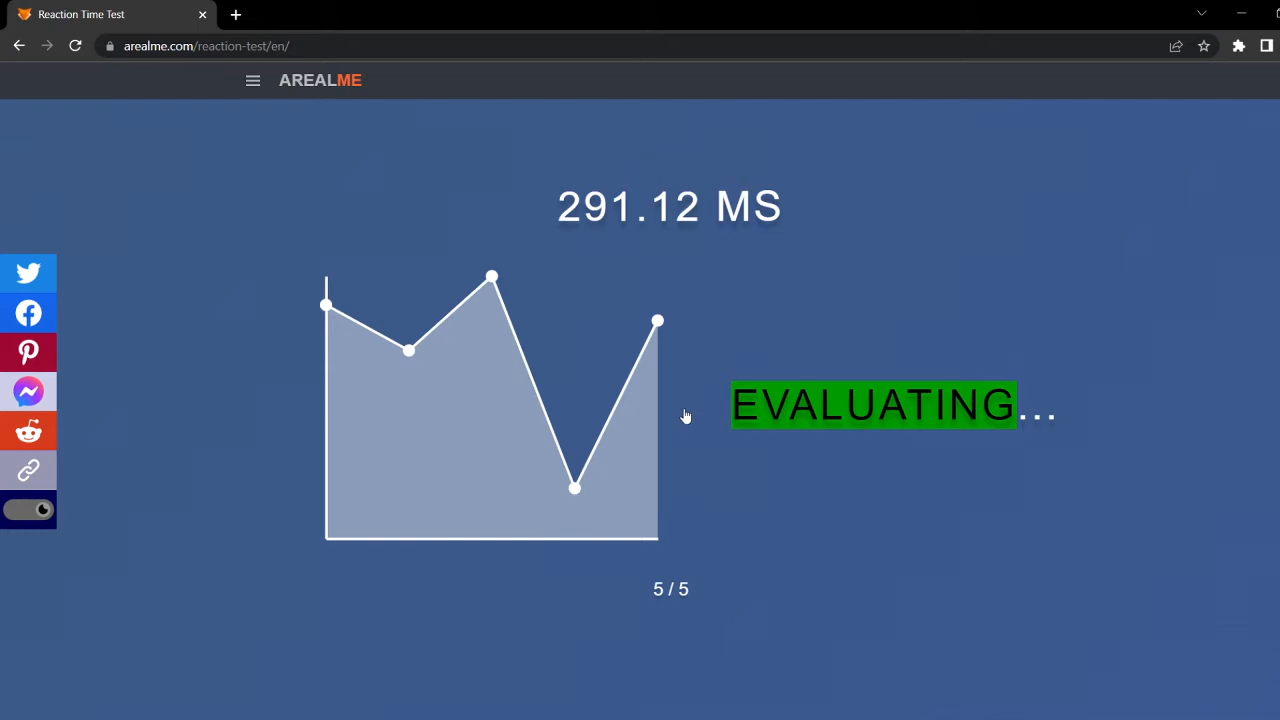 Reaction Time Test
arealme.com/reaction-test/en/
AREALME
291.12 MS
EVALUATING...
5 / 5